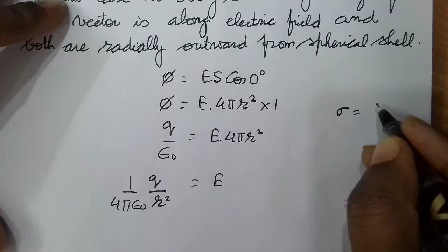 vector is along electric field and
both are radially outward from spherical shell.
φ = E.S Cos 0°
φ = E. 4πr² × 1
q/ϵ₀ = E. 4πr²
1/4πϵ₀ q/r² = E
σ =